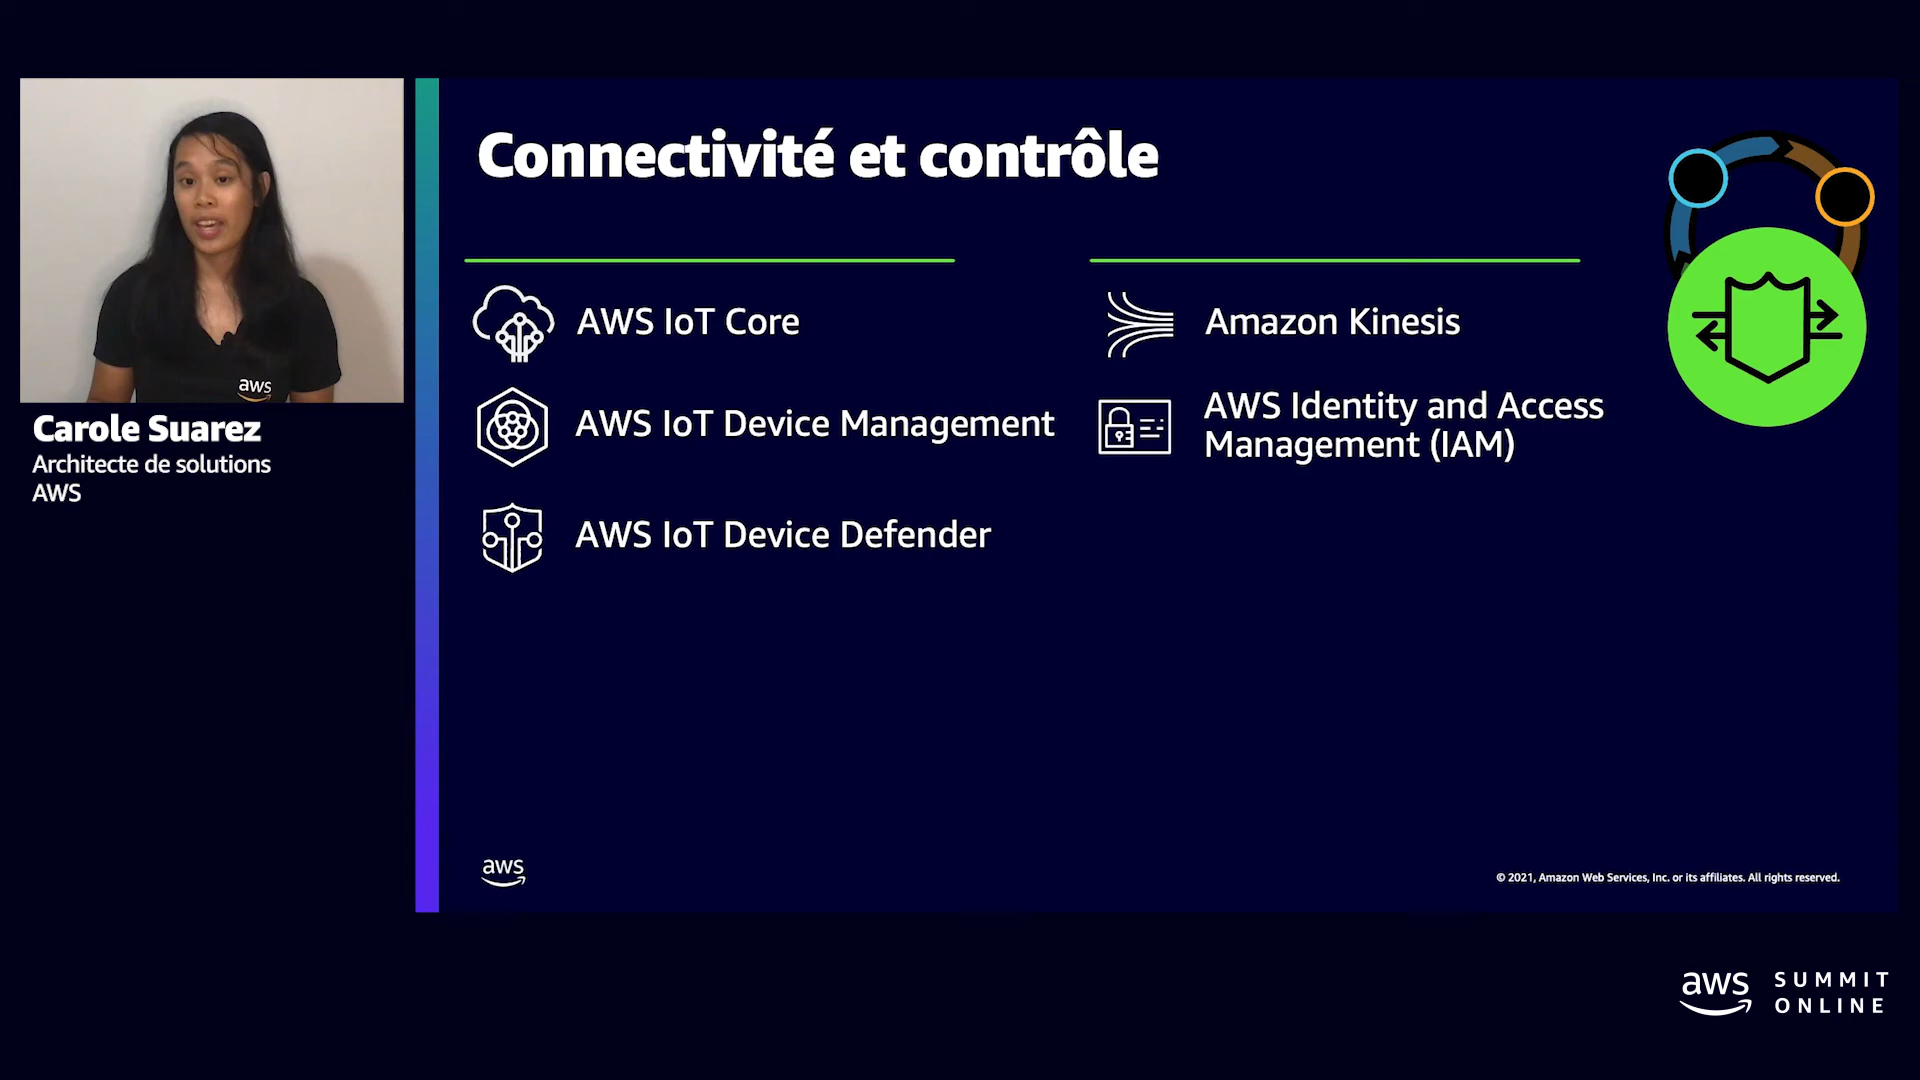 aws
Carole Suarez
Architecte de solutions
AWS
Connectivité et contrôle
AWS IoT Core
AWS IoT Device Management
AWS IoT Device Defender
Amazon Kinesis
AWS Identity and Access
Management (IAM)
aws
© 2021, Amazon Web Services, Inc. or its affiliates. All rights reserved.
aws SUMMIT
ONLINE